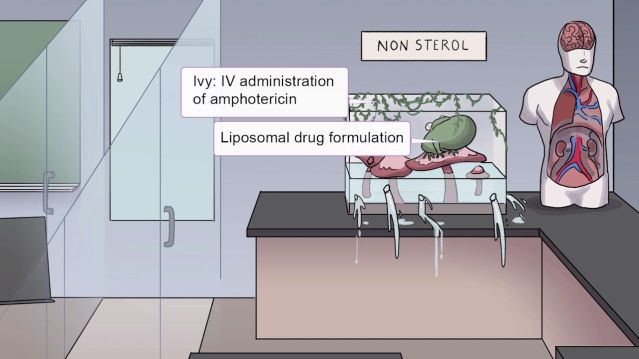 NON STEROL
Ivy: IV administration
of amphotericin
Liposomal drug formulation